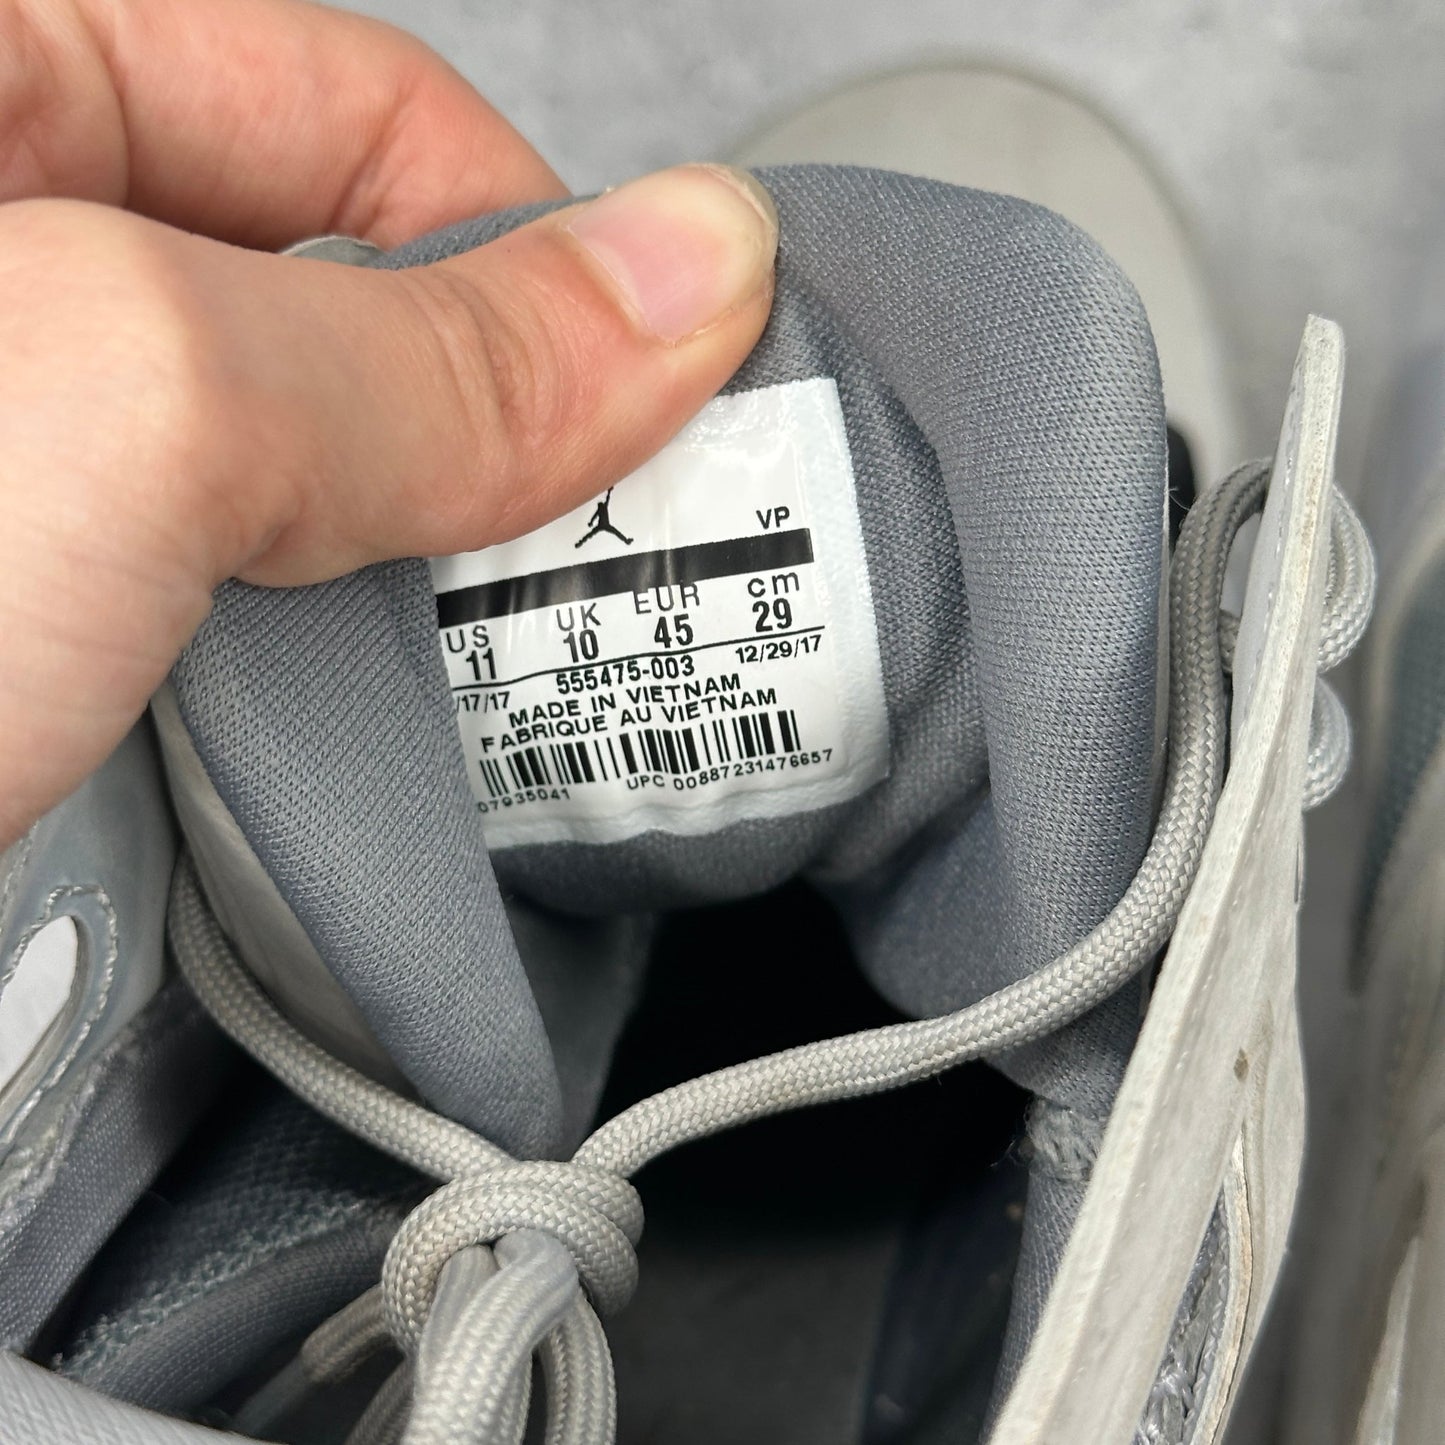 VP
US UK EUR cm
11 10 45 29
/17/17 555475-003 12/29/17
MADE IN VIETNAM
FABRIQUE AU VIETNAM
07935041 UPC 00887231476657